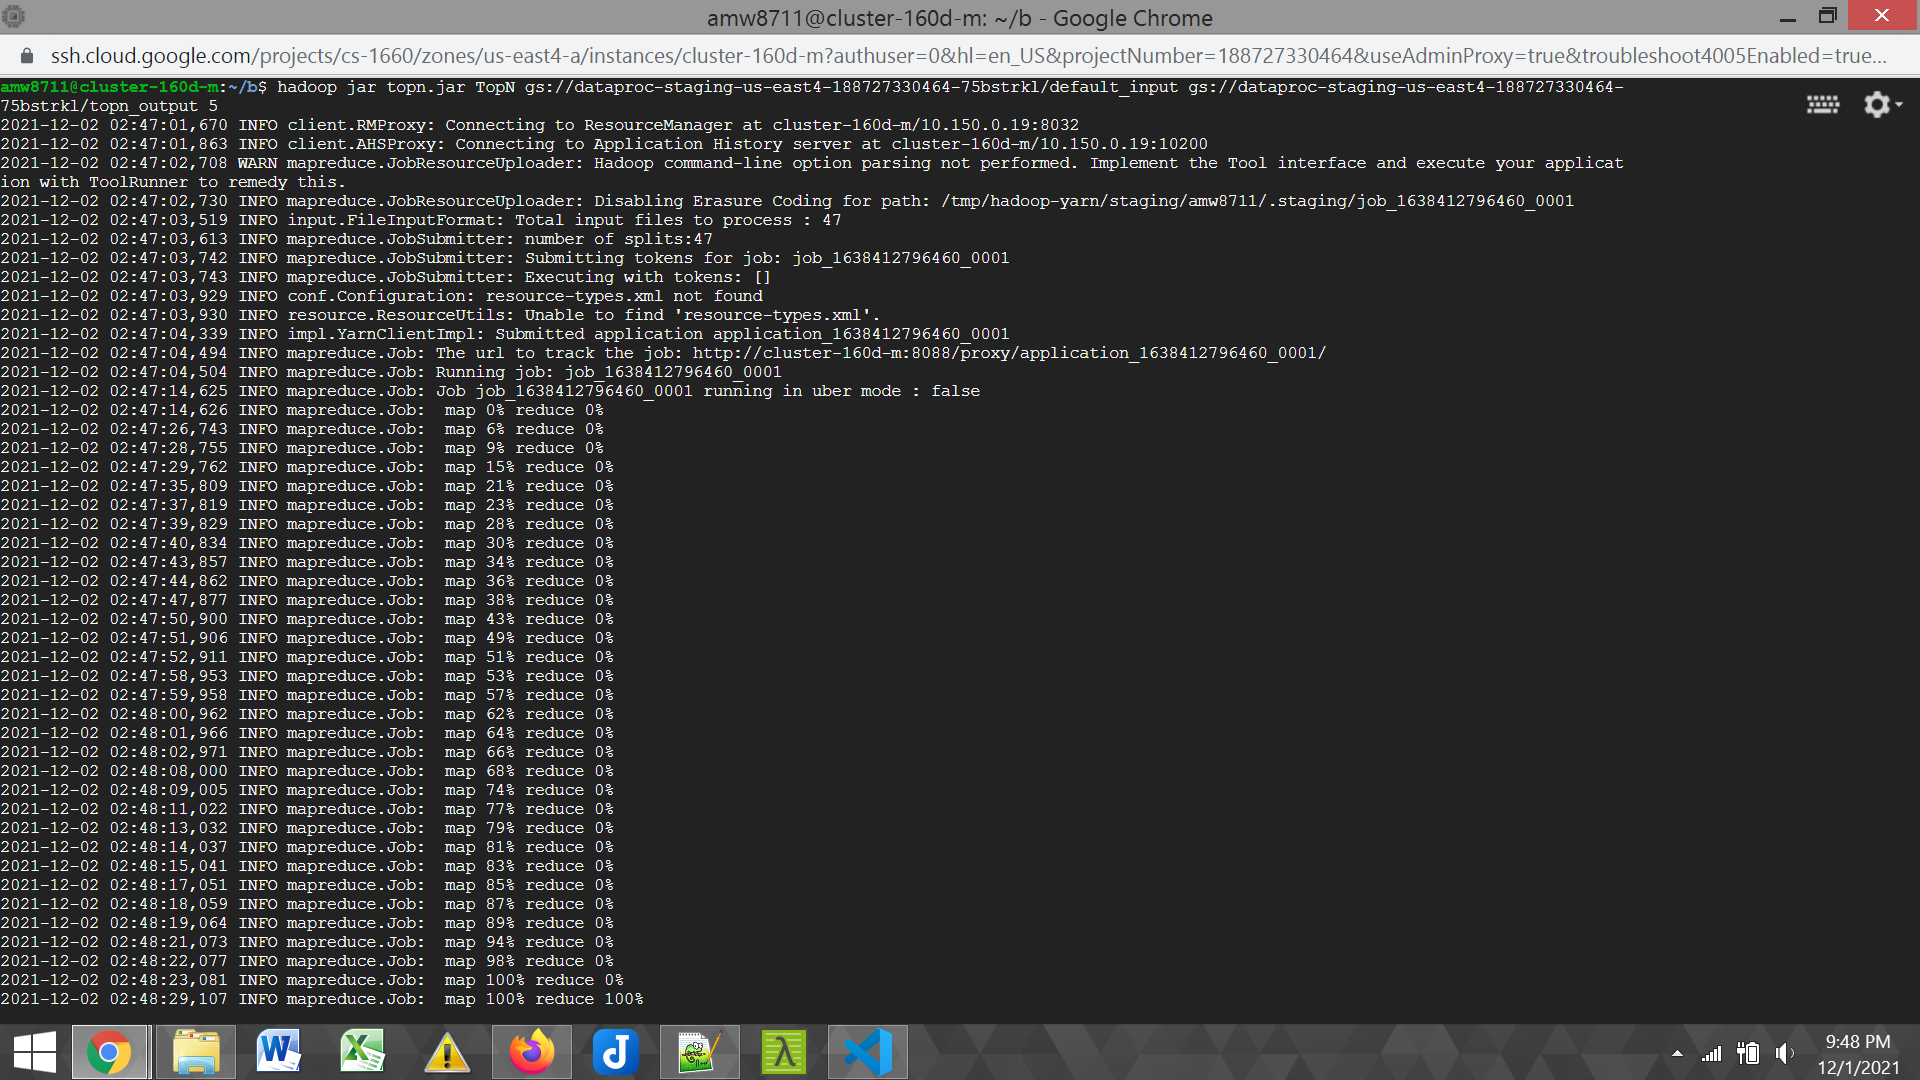 amw8711@cluster-160d-m: ~/b - Google Chrome
ssh.cloud.google.com/projects/cs-1660/zones/us-east4-a/instances/cluster-160d-m?authuser=0&hl=en_US&projectNumber=188727330464&useAdminProxy=true&troubleshoot4005Enabled=true...
amw8711@cluster-160d-m:~/b$ hadoop jar topn.jar TopN gs://dataproc-staging-us-east4-188727330464-75bstrkl/default_input gs://dataproc-staging-us-east4-188727330464-
75bstrkl/topn_output 5
2021-12-02 02:47:01,670 INFO client.RMProxy: Connecting to ResourceManager at cluster-160d-m/10.150.0.19:8032
2021-12-02 02:47:01,863 INFO client.AHSProxy: Connecting to Application History server at cluster-160d-m/10.150.0.19:10200
2021-12-02 02:47:02,708 WARN mapreduce.JobResourceUploader: Hadoop command-line option parsing not performed. Implement the Tool interface and execute your applicat
ion with ToolRunner to remedy this.
2021-12-02 02:47:02,730 INFO mapreduce.JobResourceUploader: Disabling Erasure Coding for path: /tmp/hadoop-yarn/staging/amw8711/.staging/job_1638412796460_0001
2021-12-02 02:47:03,519 INFO input.FileInputFormat: Total input files to process : 47
2021-12-02 02:47:03,613 INFO mapreduce.JobSubmitter: number of splits:47
2021-12-02 02:47:03,742 INFO mapreduce.JobSubmitter: Submitting tokens for job: job_1638412796460_0001
2021-12-02 02:47:03,743 INFO mapreduce.JobSubmitter: Executing with tokens: []
2021-12-02 02:47:03,929 INFO conf.Configuration: resource-types.xml not found
2021-12-02 02:47:03,930 INFO resource.ResourceUtils: Unable to find 'resource-types.xml'.
2021-12-02 02:47:04,339 INFO impl.YarnClientImpl: Submitted application application_1638412796460_0001
2021-12-02 02:47:04,494 INFO mapreduce.Job: The url to track the job: http://cluster-160d-m:8088/proxy/application_1638412796460_0001/
2021-12-02 02:47:04,504 INFO mapreduce.Job: Running job: job_1638412796460_0001
2021-12-02 02:47:14,625 INFO mapreduce.Job: Job job_1638412796460_0001 running in uber mode : false
2021-12-02 02:47:14,626 INFO mapreduce.Job:  map 0% reduce 0%
2021-12-02 02:47:26,743 INFO mapreduce.Job:  map 6% reduce 0%
2021-12-02 02:47:28,755 INFO mapreduce.Job:  map 9% reduce 0%
2021-12-02 02:47:29,762 INFO mapreduce.Job:  map 15% reduce 0%
2021-12-02 02:47:35,809 INFO mapreduce.Job:  map 21% reduce 0%
2021-12-02 02:47:37,819 INFO mapreduce.Job:  map 23% reduce 0%
2021-12-02 02:47:39,829 INFO mapreduce.Job:  map 28% reduce 0%
2021-12-02 02:47:40,834 INFO mapreduce.Job:  map 30% reduce 0%
2021-12-02 02:47:43,857 INFO mapreduce.Job:  map 34% reduce 0%
2021-12-02 02:47:44,862 INFO mapreduce.Job:  map 36% reduce 0%
2021-12-02 02:47:47,877 INFO mapreduce.Job:  map 38% reduce 0%
2021-12-02 02:47:50,900 INFO mapreduce.Job:  map 43% reduce 0%
2021-12-02 02:47:51,906 INFO mapreduce.Job:  map 49% reduce 0%
2021-12-02 02:47:52,911 INFO mapreduce.Job:  map 51% reduce 0%
2021-12-02 02:47:58,953 INFO mapreduce.Job:  map 53% reduce 0%
2021-12-02 02:47:59,958 INFO mapreduce.Job:  map 57% reduce 0%
2021-12-02 02:48:00,962 INFO mapreduce.Job:  map 62% reduce 0%
2021-12-02 02:48:01,966 INFO mapreduce.Job:  map 64% reduce 0%
2021-12-02 02:48:02,971 INFO mapreduce.Job:  map 66% reduce 0%
2021-12-02 02:48:08,000 INFO mapreduce.Job:  map 68% reduce 0%
2021-12-02 02:48:09,005 INFO mapreduce.Job:  map 74% reduce 0%
2021-12-02 02:48:11,022 INFO mapreduce.Job:  map 77% reduce 0%
2021-12-02 02:48:13,032 INFO mapreduce.Job:  map 79% reduce 0%
2021-12-02 02:48:14,037 INFO mapreduce.Job:  map 81% reduce 0%
2021-12-02 02:48:15,041 INFO mapreduce.Job:  map 83% reduce 0%
2021-12-02 02:48:17,051 INFO mapreduce.Job:  map 85% reduce 0%
2021-12-02 02:48:18,059 INFO mapreduce.Job:  map 87% reduce 0%
2021-12-02 02:48:19,064 INFO mapreduce.Job:  map 89% reduce 0%
2021-12-02 02:48:21,073 INFO mapreduce.Job:  map 94% reduce 0%
2021-12-02 02:48:22,077 INFO mapreduce.Job:  map 98% reduce 0%
2021-12-02 02:48:23,081 INFO mapreduce.Job:  map 100% reduce 0%
2021-12-02 02:48:29,107 INFO mapreduce.Job:  map 100% reduce 100%
9:48 PM
12/1/2021